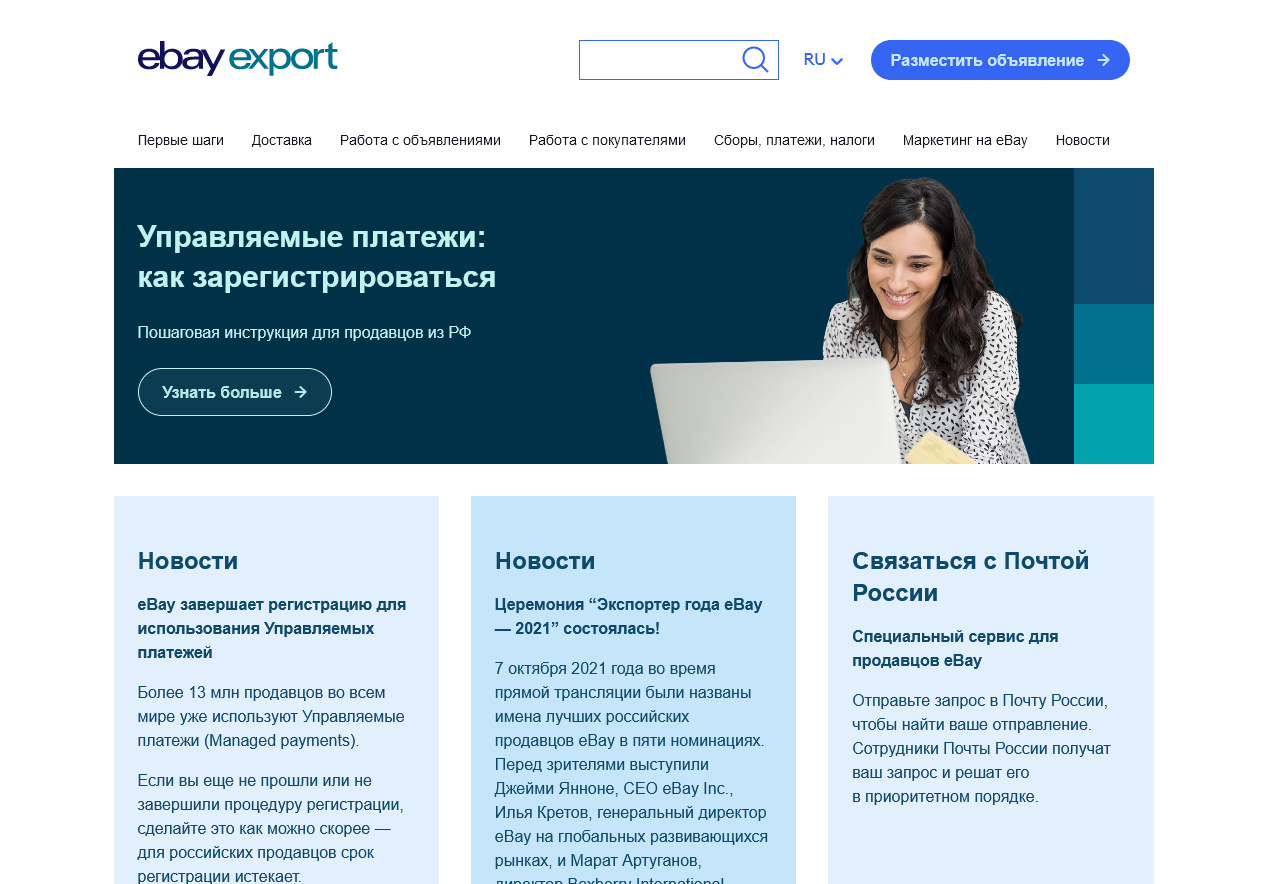 ebay export
RU
Разместить объявление
Первые шаги
Доставка
Работа с объявлениями
Работа с покупателями
Сборы, платежи, налоги
Маркетинг на eBay
Новости
Управляемые платежи:
как зарегистрироваться
Пошаговая инструкция для продавцов из РФ
Узнать больше
Новости
eBay завершает регистрацию для
использования Управляемых
платежей
Более 13 млн продавцов во всем
мире уже используют Управляемые
платежи (Managed payments).
Если вы еще не прошли или не
завершили процедуру регистрации,
сделайте это как можно скорее —
для российских продавцов срок
регистрации истекает.
Новости
Церемония “Экспортер года eBay
— 2021” состоялась!
7 октября 2021 года во время
прямой трансляции были названы
имена лучших российских
продавцов eBay в пяти номинациях.
Перед зрителями выступили
Джейми Янноне, CEO eBay Inc.,
Илья Кретов, генеральный директор
eBay на глобальных развивающихся
рынках, и Марат Артуганов,
директор Boxberry International
Связаться с Почтой
России
Специальный сервис для
продавцов eBay
Отправьте запрос в Почту России,
чтобы найти ваше отправление.
Сотрудники Почты России получат
ваш запрос и решат его
в приоритетном порядке.